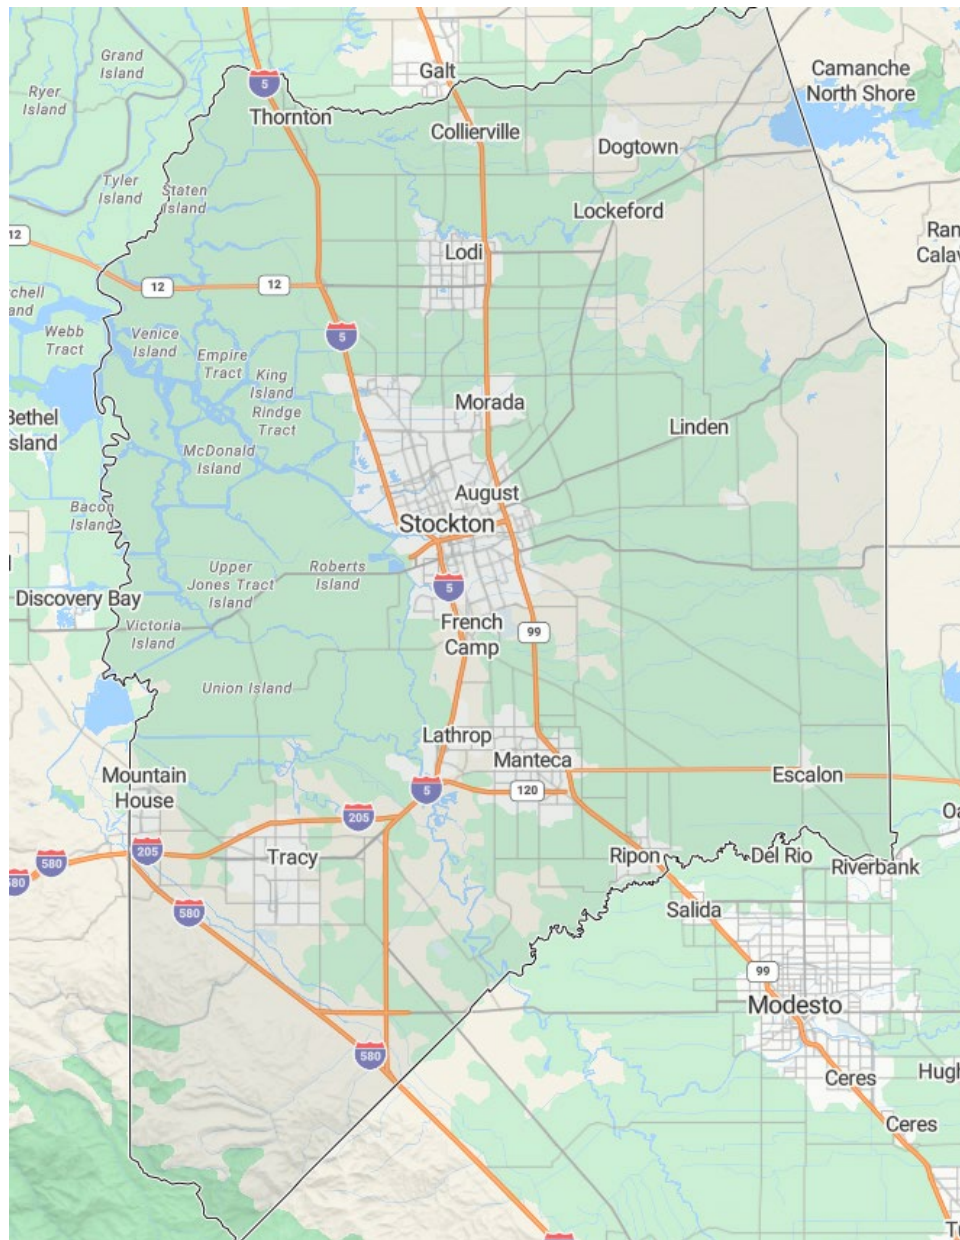 Grand
Island
Galt
Camanche
North Shore
Ryer
Island
5
Thornton
Collierville
Dogtown
Tyler
Island
Staten
Island
Lockeford
12
Lodi
12
12
Webb
Tract
Venice
Island
5
Empire
Tract
King
Island
Rindge
Tract
Morada
Linden
McDonald
Island
August
Bacon
Island
Stockton
Upper
Jones Tract
Island
Roberts
Island
5
Discovery Bay
Victoria
Island
French
Camp
99
Union Island
Lathrop
Manteca
Mountain
House
5
120
Escalon
205
205
580
580
Tracy
Ripon
Del Rio
Riverbank
580
Salida
99
Modesto
580
Ceres
Ceres